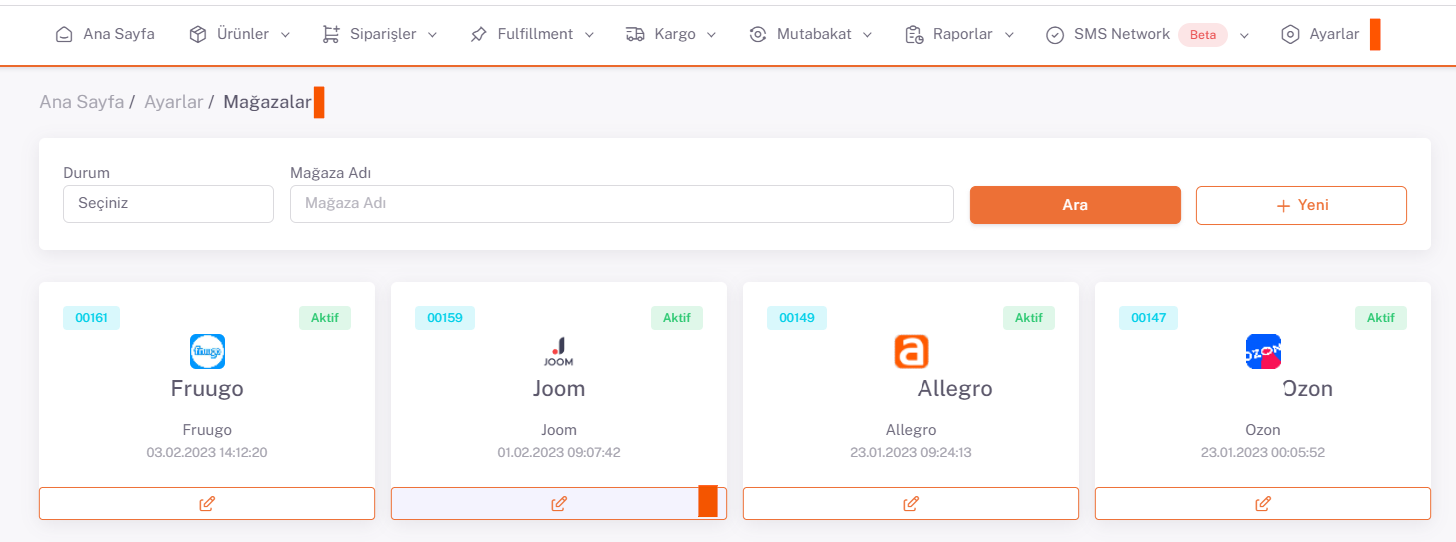 Ana Sayfa Ürünler Siparişler Fulfillment Kargo Mutabakat Raporlar SMS Network Beta Ayarlar
Ana Sayfa / Ayarlar / Mağazalar
Durum Mağaza Adı
Seçiniz Mağaza Adı Ara + Yeni
00161 Aktif 00159 Aktif 00149 Aktif 00147 Aktif
fruugo JOOM a OZON
Fruugo Joom Allegro Ozon
Fruugo Joom Allegro Ozon
03.02.2023 14:12:20 01.02.2023 09:07:42 23.01.2023 09:24:13 23.01.2023 00:05:52